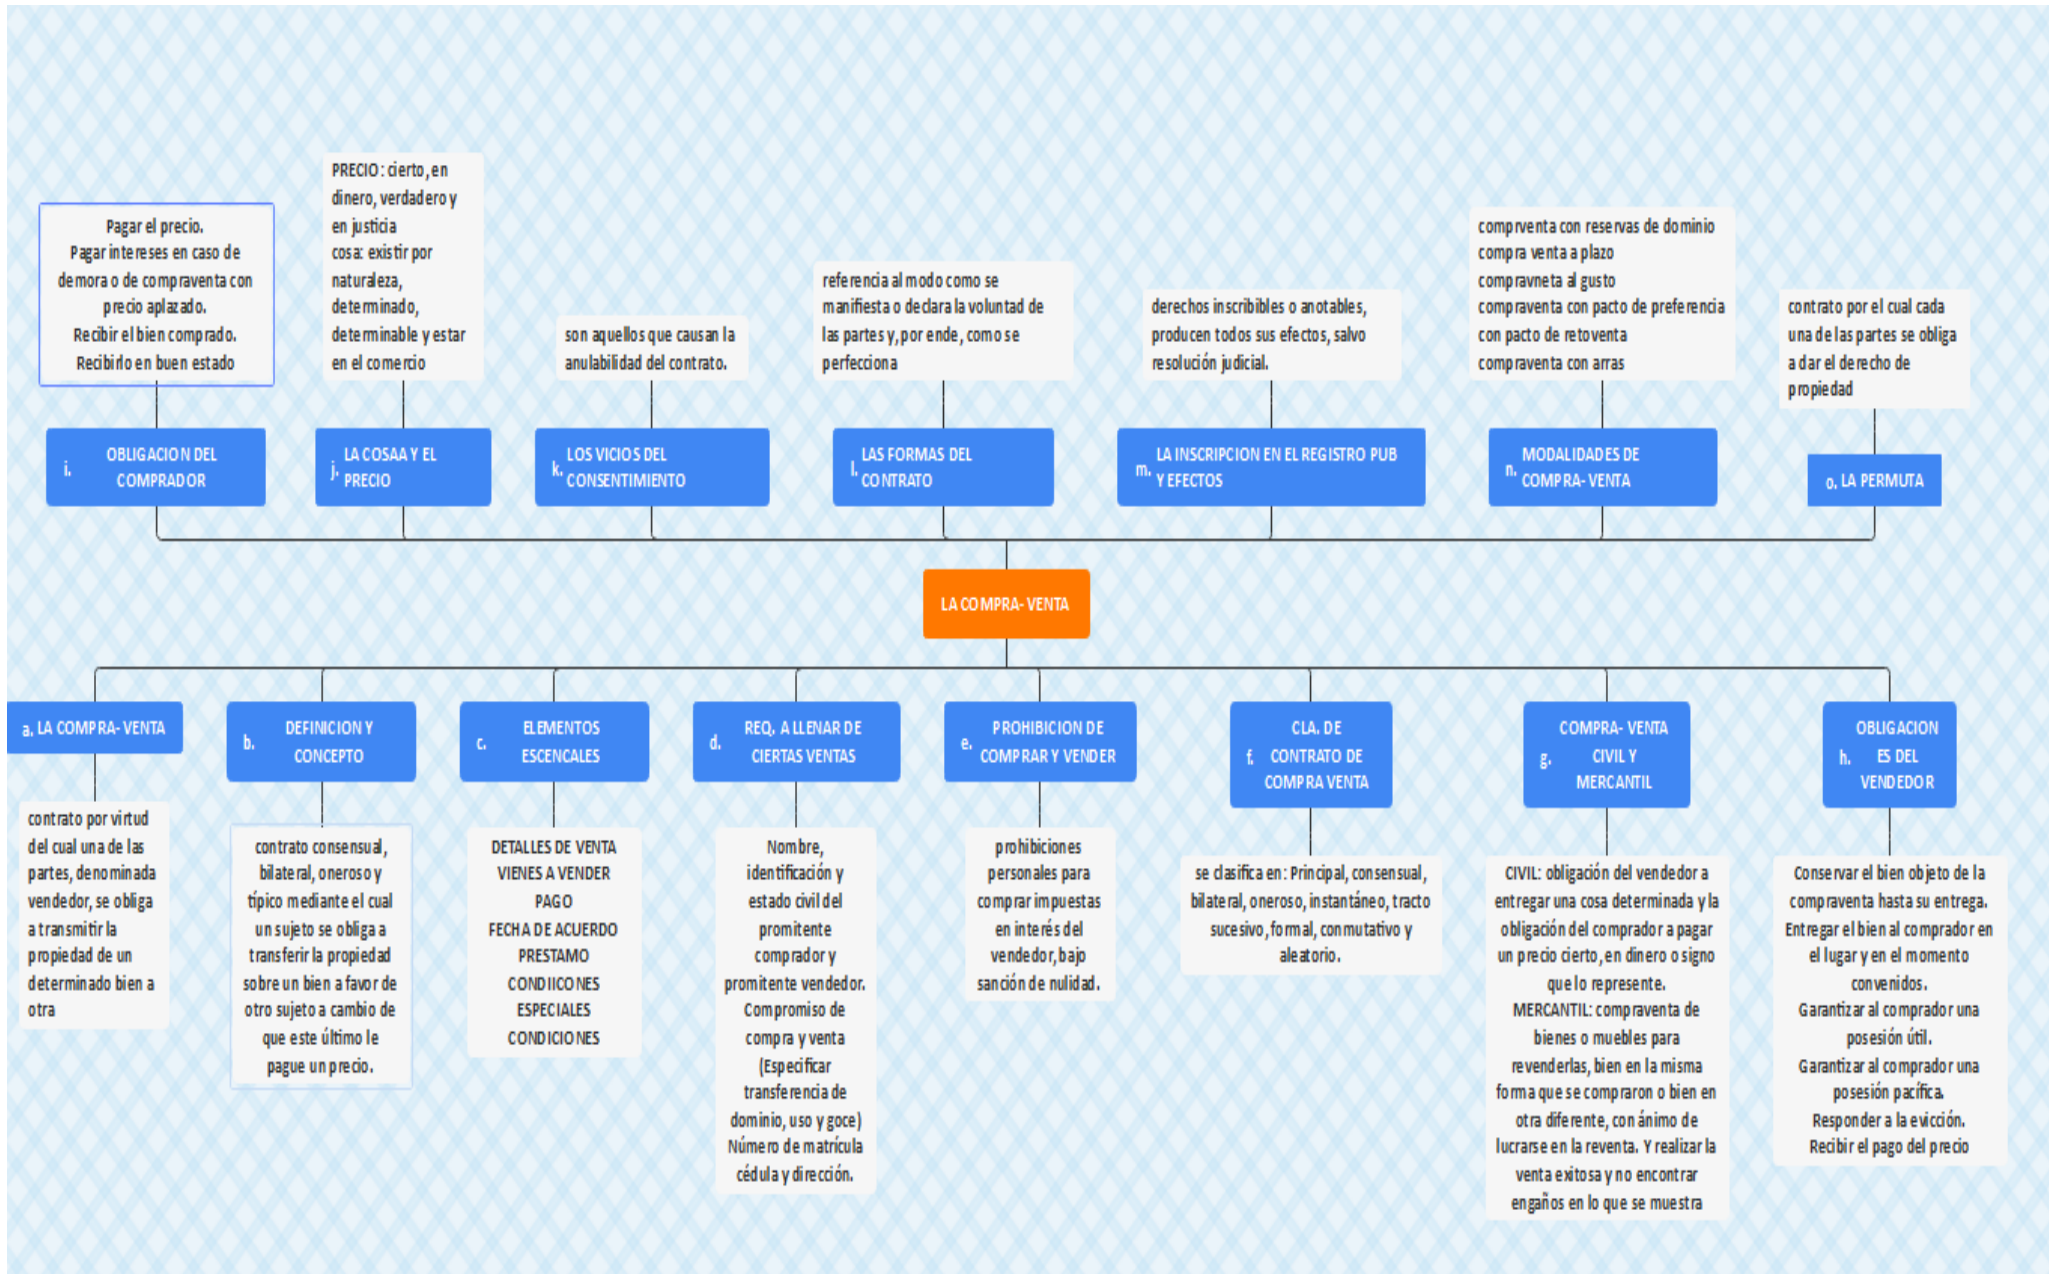 Pagar el precio.
Pagar intereses en caso de
demora o de compraventa con
precio aplazado.
Recibir el bien comprado.
Recibirlo en buen estado
i. OBLIGACION DEL
COMPRADOR
PRECIO: cierto, en
dinero, verdadero y
en justicia
cosa: existir por
naturaleza,
determinado,
determinable y estar
en el comercio
j. LA COSAA Y EL
PRECIO
son aquellos que causan la
anulabilidad del contrato.
k. LOS VICIOS DEL
CONSENTIMIENTO
referencia al modo como se
manifiesta o declara la voluntad de
las partes y, por ende, como se
perfecciona
l. LAS FORMAS DEL
CONTRATO
derechos inscribibles o anotables,
producen todos sus efectos, salvo
resolución judicial.
m. LA INSCRIPCION EN EL REGISTRO PUB
Y EFECTOS
comprventa con reservas de dominio
compra venta a plazo
compravneta al gusto
compraventa con pacto de preferencia
con pacto de retoventa
compraventa con arras
n. MODALIDADES DE
COMPRA- VENTA
contrato por el cual cada
una de las partes se obliga
a dar el derecho de
propiedad
o. LA PERMUTA
LA COMPRA- VENTA
a. LA COMPRA- VENTA
contrato por virtud
del cual una de las
partes, denominada
vendedor, se obliga
a transmitir la
propiedad de un
determinado bien a
otra
b. DEFINICION Y
CONCEPTO
contrato consensual,
bilateral, oneroso y
típico mediante el cual
un sujeto se obliga a
transferir la propiedad
sobre un bien a favor de
otro sujeto a cambio de
que este último le
pague un precio.
c. ELEMENTOS
ESCENCALES
DETALLES DE VENTA
VIENES A VENDER
PAGO
FECHA DE ACUERDO
PRESTAMO
CONDIICONES
ESPECIALES
CONDICIONES
d. REQ. A LLENAR DE
CIERTAS VENTAS
Nombre,
identificación y
estado civil del
promitente
comprador y
promitente vendedor.
Compromiso de
compra y venta
(Especificar
transferencia de
dominio, uso y goce)
Número de matrícula
cédula y dirección.
e. PROHIBICION DE
COMPRAR Y VENDER
prohibiciones
personales para
comprar impuestas
en interés del
vendedor, bajo
sanción de nulidad.
f. CLA. DE
CONTRATO DE
COMPRA VENTA
se clasifica en: Principal, consensual,
bilateral, oneroso, instantáneo, tracto
sucesivo, formal, conmutativo y
aleatorio.
g. COMPRA- VENTA
CIVIL Y
MERCANTIL
CIVIL: obligación del vendedor a
entregar una cosa determinada y la
obligación del comprador a pagar
un precio cierto, en dinero o signo
que lo represente.
MERCANTIL: compraventa de
bienes o muebles para
revenderlas, bien en la misma
forma que se compraron o bien en
otra diferente, con ánimo de
lucrarse en la reventa. Y realizar la
venta exitosa y no encontrar
engaños en lo que se muestra
h. OBLIGACION
ES DEL
VENDEDOR
Conservar el bien objeto de la
compraventa hasta su entrega.
Entregar el bien al comprador en
el lugar y en el momento
convenidos.
Garantizar al comprador una
posesión útil.
Garantizar al comprador una
posesión pacífica.
Responder a la evicción.
Recibir el pago del precio